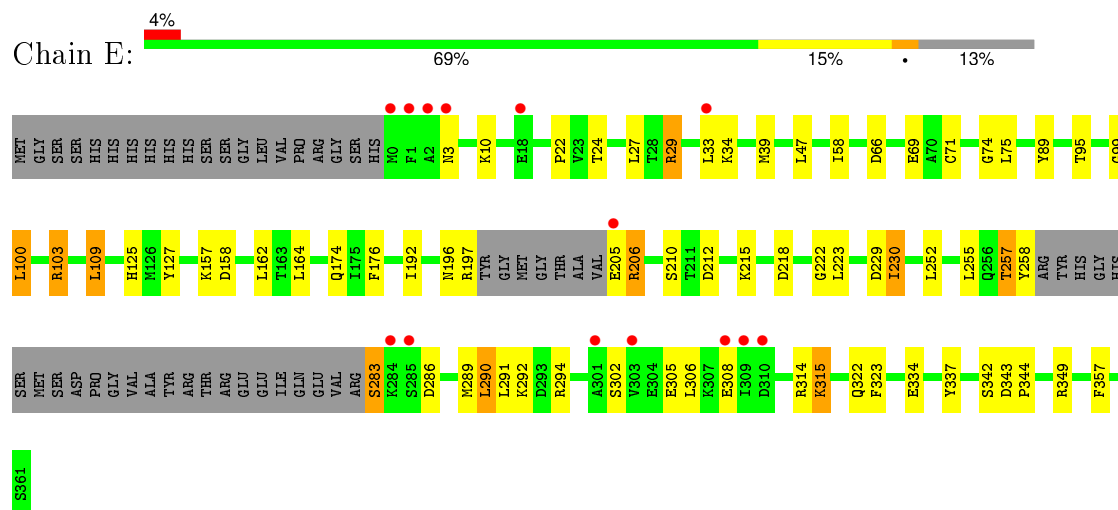 4%
Chain E:
69% 15% • 13%
MET GLY SER SER HIS HIS HIS HIS HIS HIS SER SER GLY LEU VAL PRO ARG GLY SER HIS M0 F1 A2 N3 K10 E18 P22 V23 T24 L27 T28 R29 L33 K34 M39 L47 I58 D66 E69 A70 C71 G74 L75 Y89 T95
L100 R103 L109 H125 M126 Y127 K157 D158 L162 T163 L164 Q174 I175 F176 I192 N196 R197 TYR GLY MET GLY THR ALA VAL E205 R206 S210 T211 D212 K215 D218 G222 L223 D229 I230 L252 L255 Q256 T257 Y258 ARG TYR HIS GLY HIS
SER MET SER ASP PRO GLY VAL ALA TYR ARG THR ARG GLU GLU ILE GLN GLU VAL ARG S283 K284 S285 D286 M289 L290 L291 K292 D293 R294 A301 S302 V303 E304 E305 L306 K307 E308 I309 D310 R314 K315 Q322 F323 E334 Y337 S342 D343 P344 R349 F357
S361